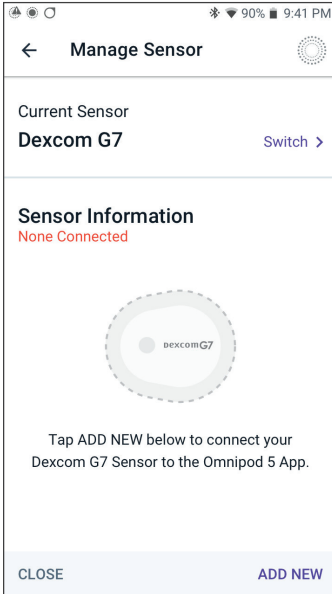 90% 9:41 PM
Manage Sensor
Current Sensor
Dexcom G7
Switch
Sensor Information
None Connected
Dexcom G7
Tap ADD NEW below to connect your
Dexcom G7 Sensor to the Omnipod 5 App.
CLOSE
ADD NEW